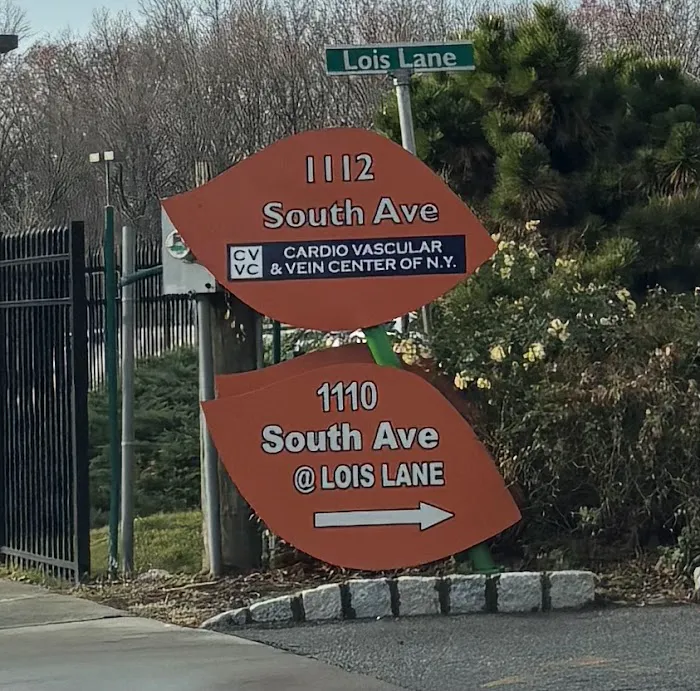 Lois Lane
1112
South Ave
CV
VC
CARDIO VASCULAR
& VEIN CENTER OF N.Y.
1110
South Ave
@ LOIS LANE